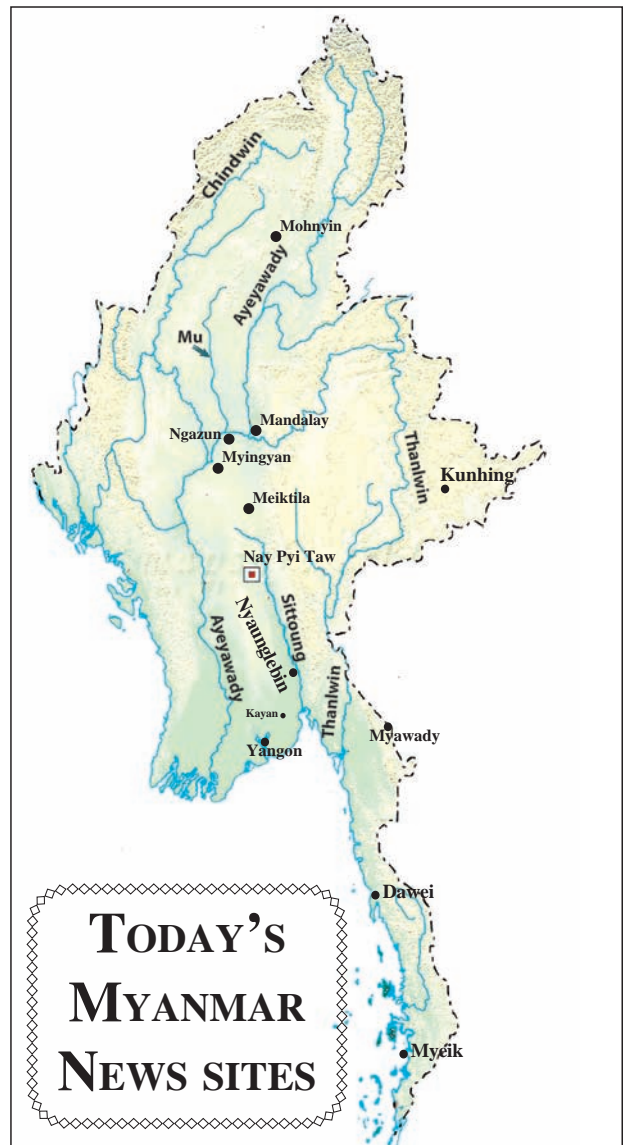 Chindwin
Mohnyin
Ayeyawady
Mu
Mandalay
Ngazun
Myingyan
Thanlwin
Kunhing
Meiktila
Nay Pyi Taw
Nyaunglebin
Sittoung
Ayeyawady
Kayan
Thanlwin
Myawady
Yangon
Dawei
TODAY'S
MYANMAR
NEWS SITES
Myeik